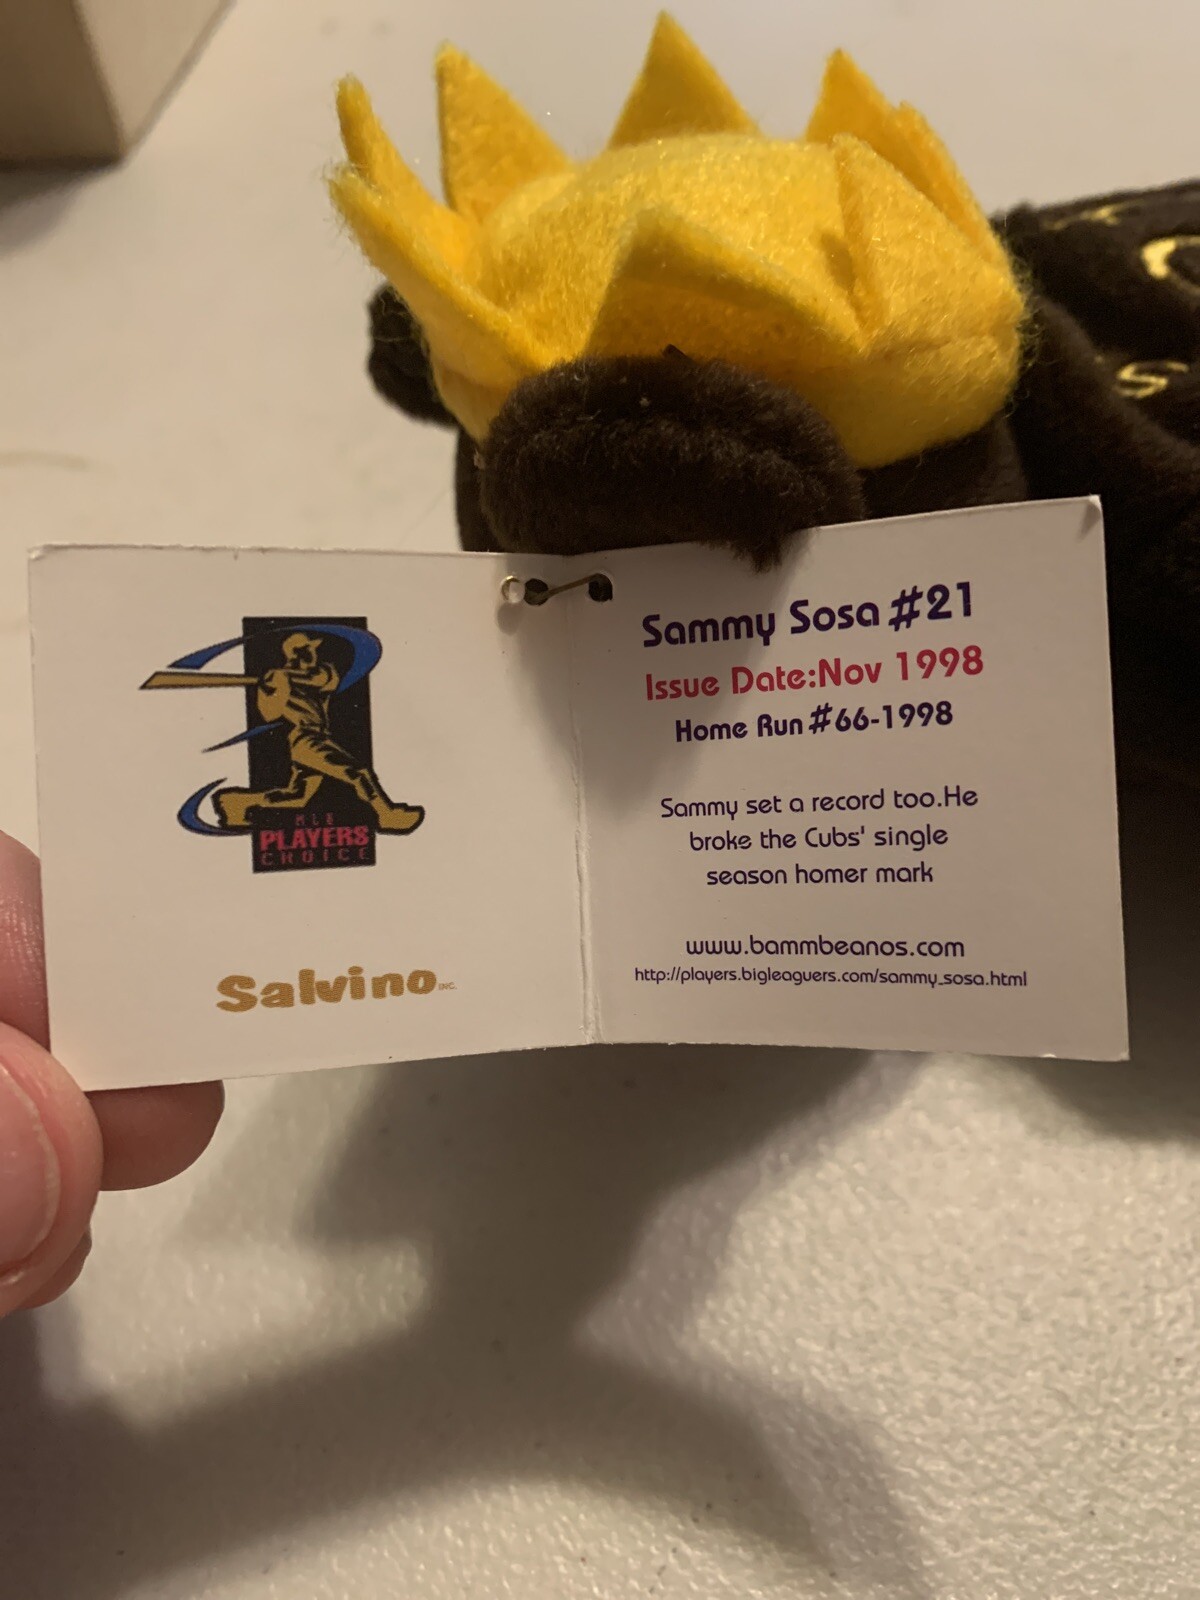 MLB
PLAYERS
CHOICE
Salvino INC.
Sammy Sosa #21
Issue Date:Nov 1998
Home Run #66-1998
Sammy set a record too.He
broke the Cubs' single
season homer mark
www.bammbeanos.com
http://players.bigleaguers.com/sammy_sosa.html